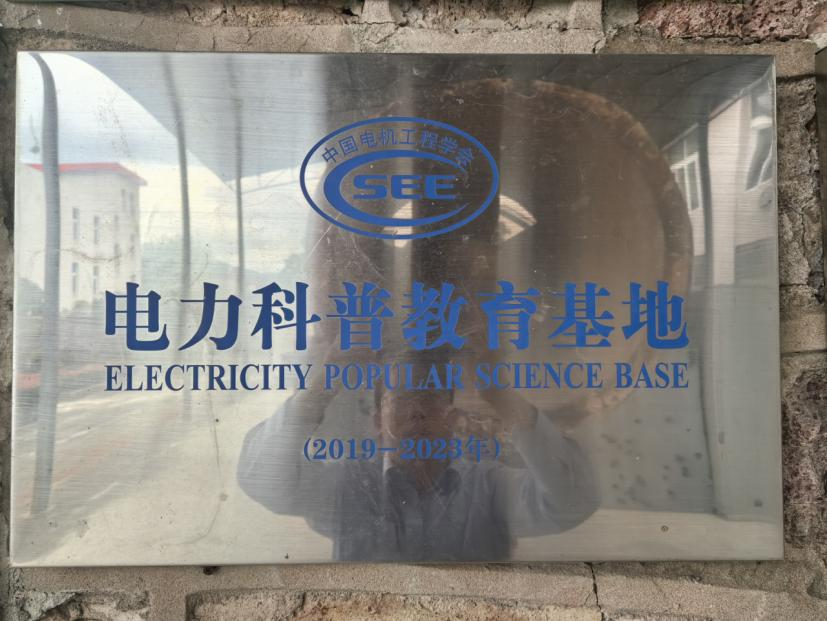 中国电机工程学会
CSEE
电力科普教育基地
ELECTRICITY POPULAR SCIENCE BASE
(2019-2023年)